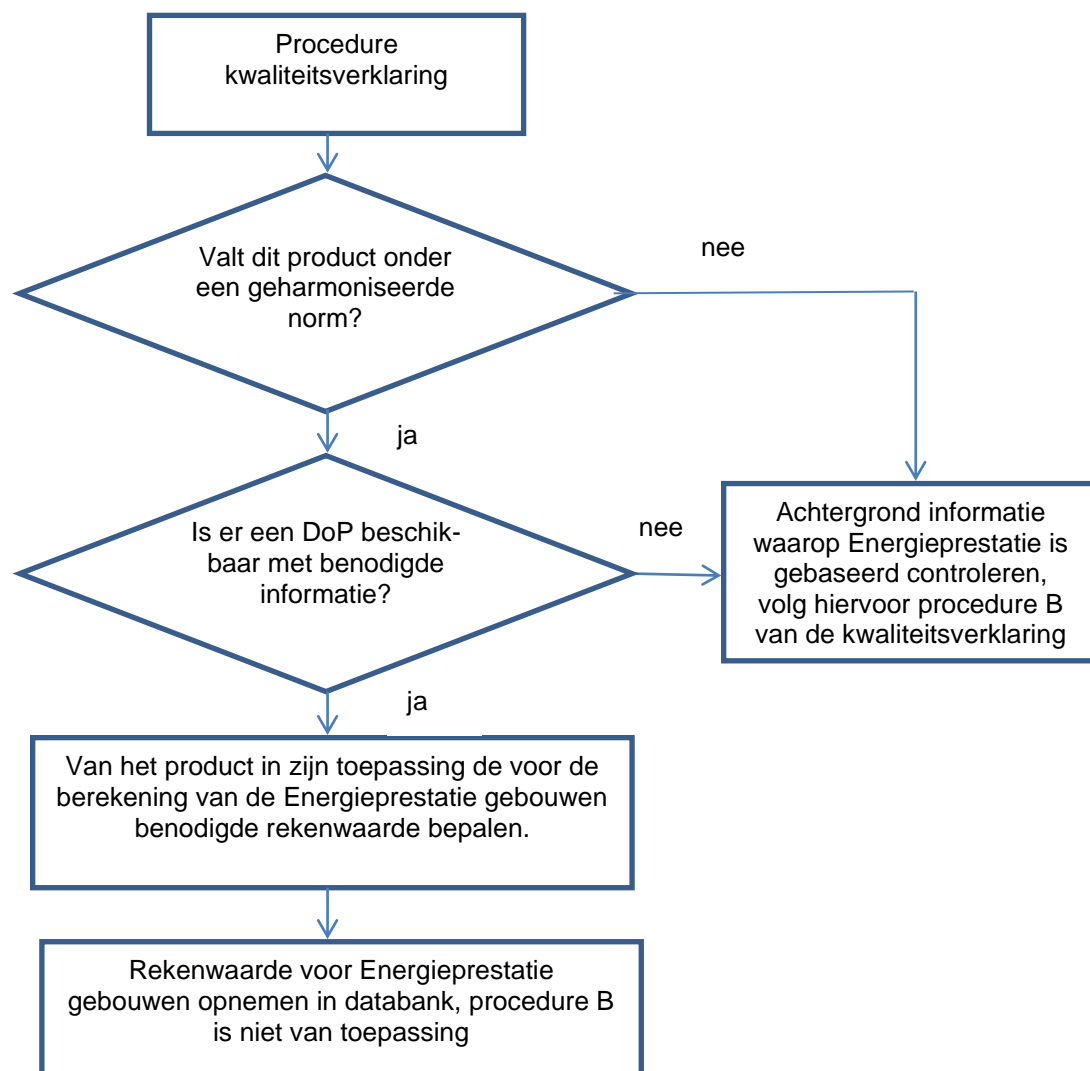 Procedure
kwaliteitsverklaring
Valt dit product onder
een geharmoniseerde
norm?
nee
ja
Is er een DoP beschik-
baar met benodigde
informatie?
nee
Achtergrond informatie
waarop Energieprestatie is
gebaseerd controleren,
volg hiervoor procedure B
van de kwaliteitsverklaring
ja
Van het product in zijn toepassing de voor de
berekening van de Energieprestatie gebouwen
benodigde rekenwaarde bepalen.
Rekenwaarde voor Energieprestatie
gebouwen opnemen in databank, procedure B
is niet van toepassing